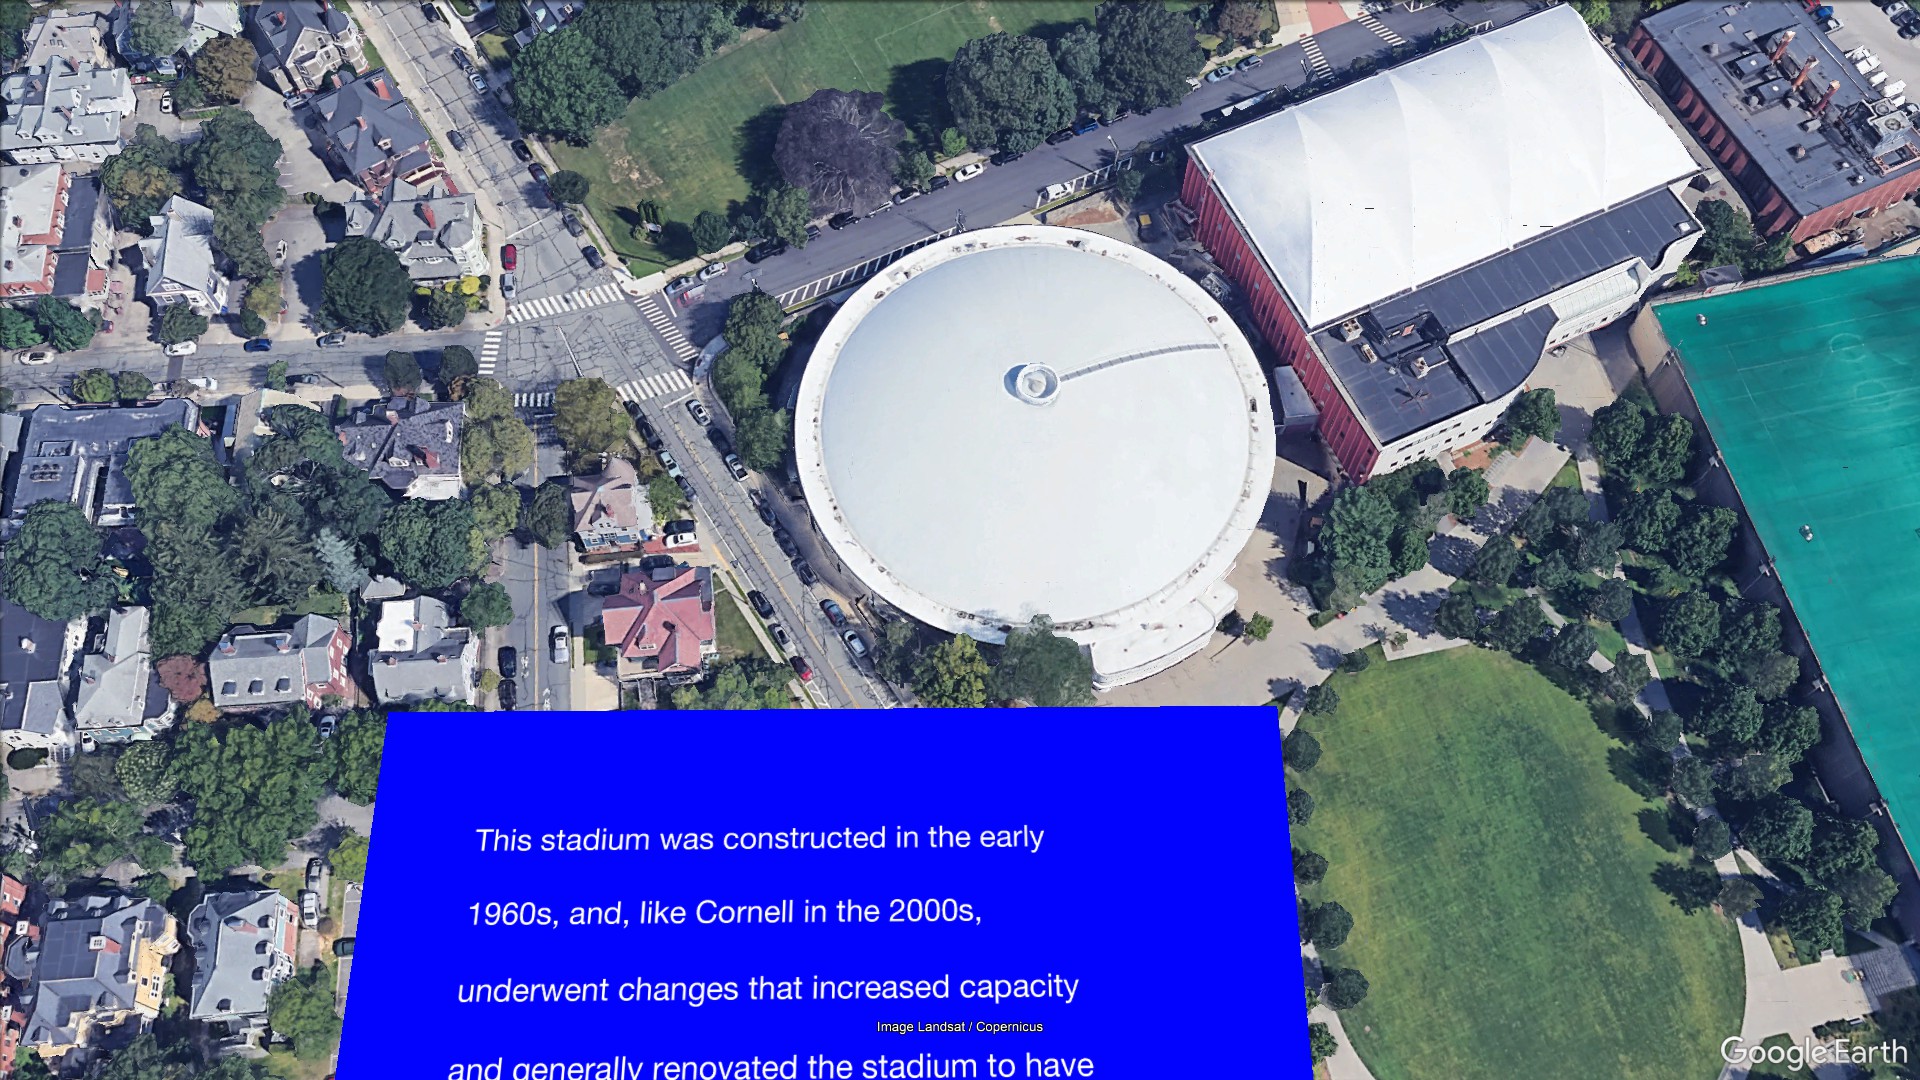 This stadium was constructed in the early
1960s, and, like Cornell in the 2000s,
underwent changes that increased capacity
Image Landsat / Copernicus
and generally renovated the stadium to have
Google Earth